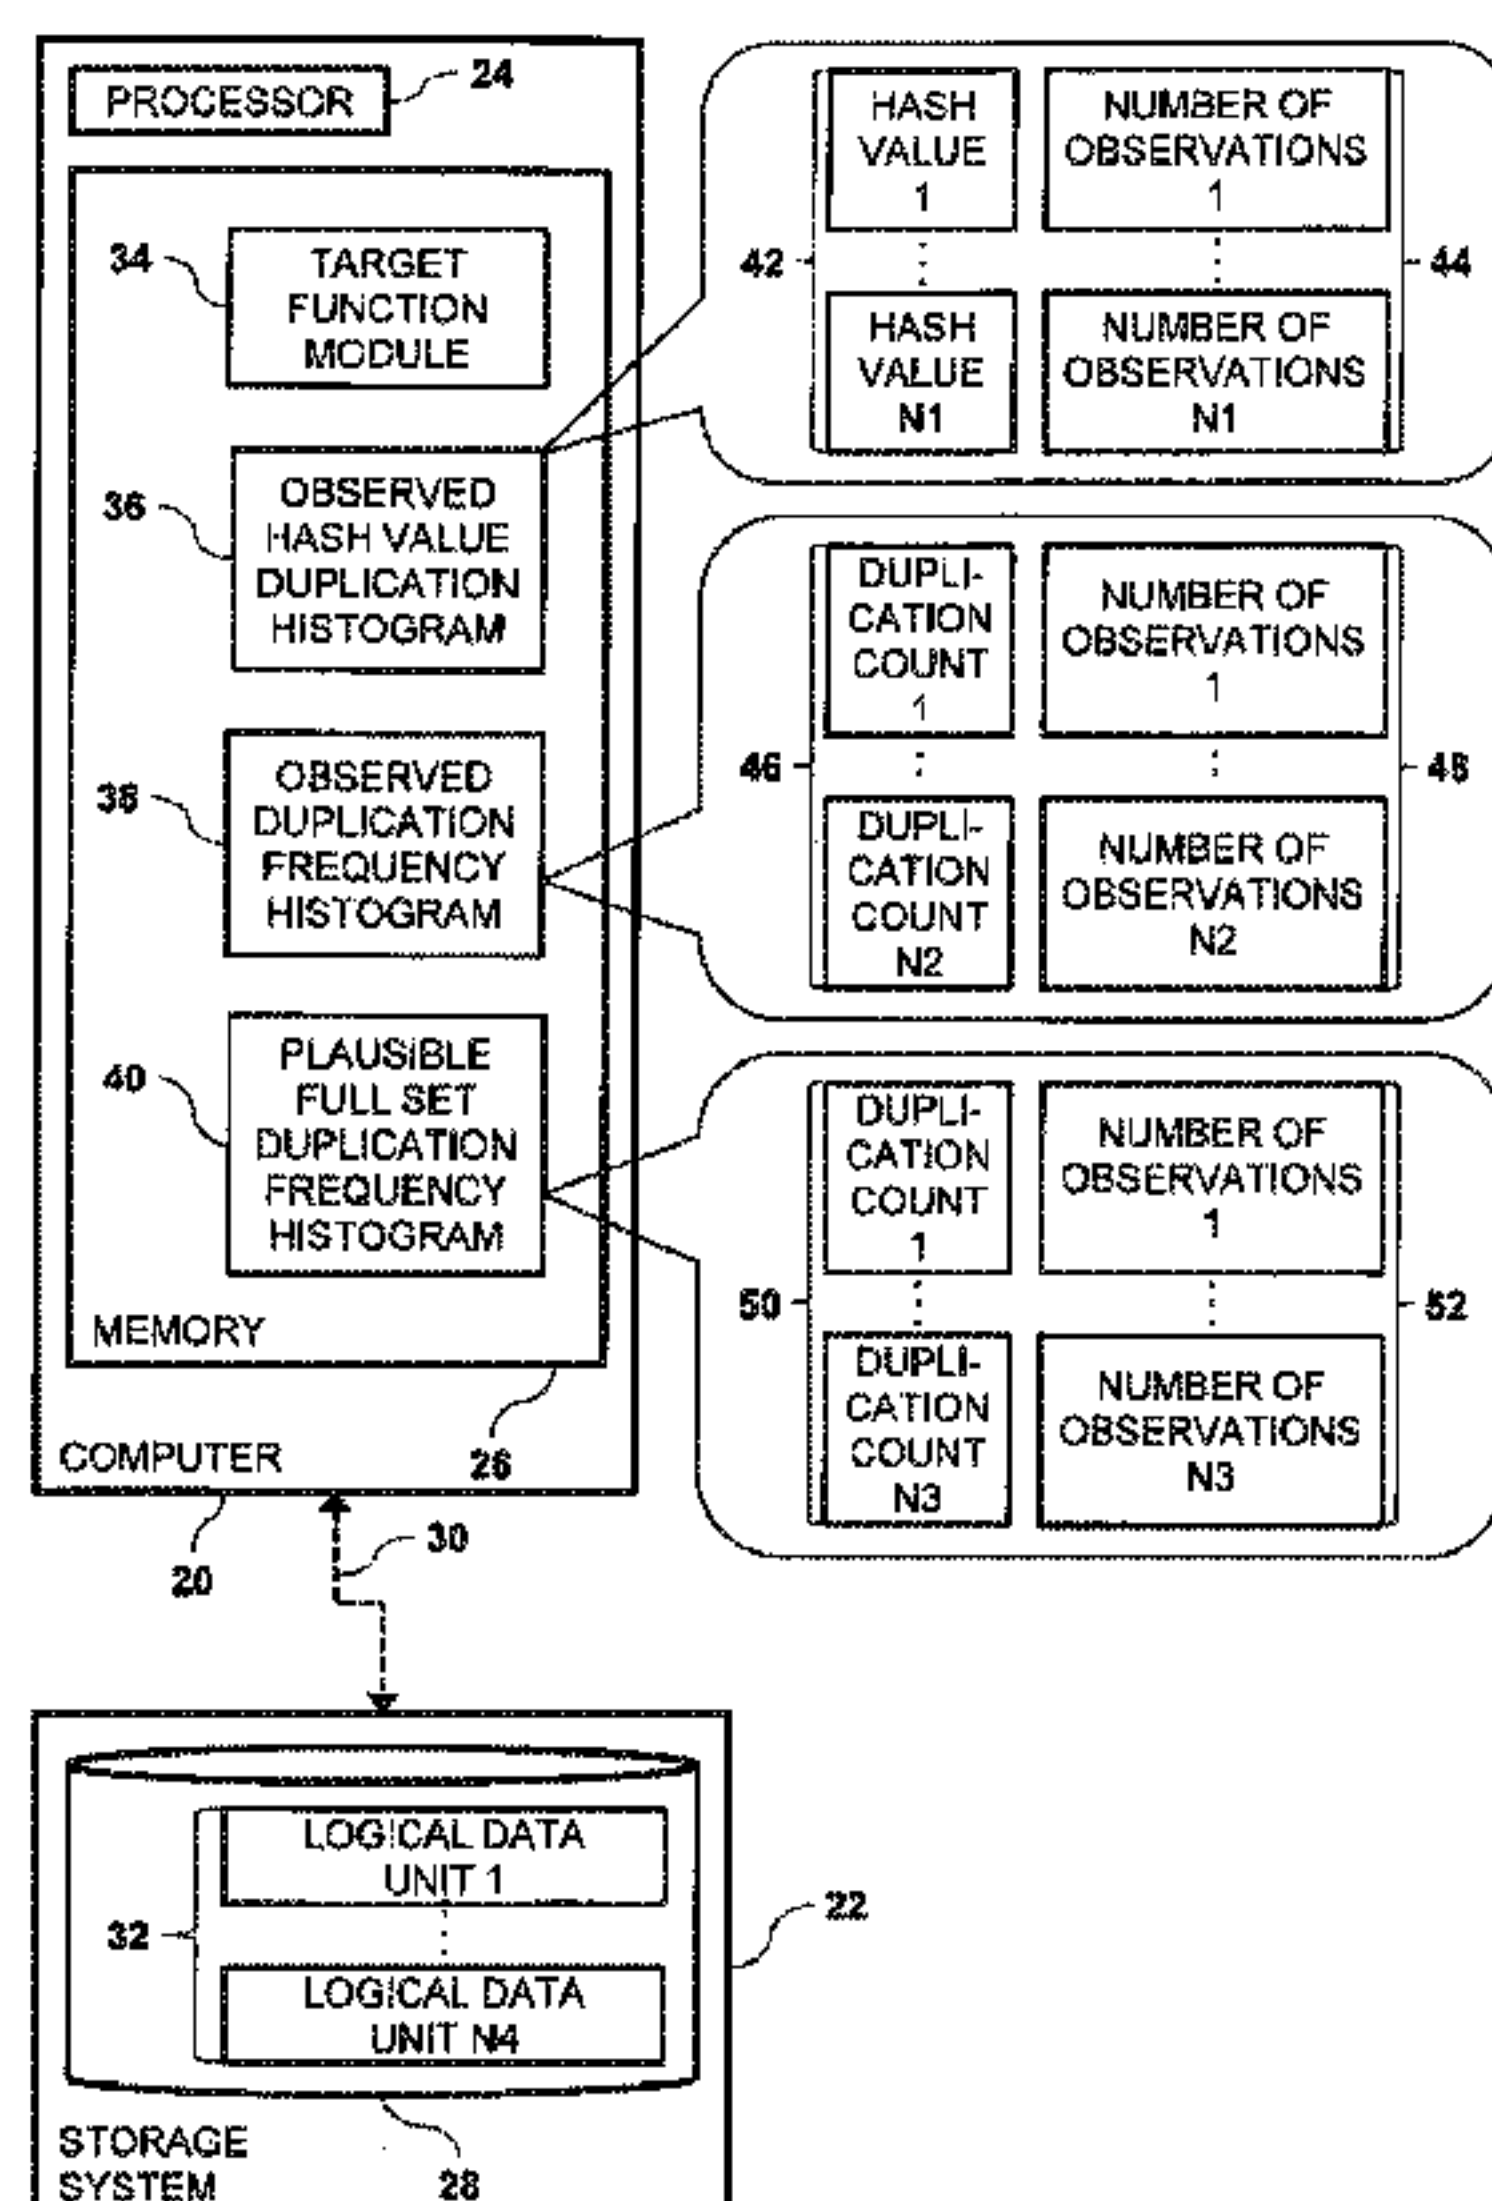 PROCESSOR
24
34
TARGET
FUNCTION
MODULE
36
OBSERVED
HASH VALUE
DUPLICATION
HISTOGRAM
38
OBSERVED
DUPLICATION
FREQUENCY
HISTOGRAM
40
PLAUSIBLE
FULL SET
DUPLICATION
FREQUENCY
HISTOGRAM
MEMORY
COMPUTER
26
20
30
42
HASH
VALUE
1
NUMBER OF
OBSERVATIONS
1
44
HASH
VALUE
N1
NUMBER OF
OBSERVATIONS
N1
46
DUPLI-
CATION
COUNT
1
NUMBER OF
OBSERVATIONS
1
48
DUPLI-
CATION
COUNT
N2
NUMBER OF
OBSERVATIONS
N2
50
DUPLI-
CATION
COUNT
1
NUMBER OF
OBSERVATIONS
1
52
DUPLI-
CATION
COUNT
N3
NUMBER OF
OBSERVATIONS
N3
LOGICAL DATA
UNIT 1
32
22
LOGICAL DATA
UNIT N4
STORAGE
SYSTEM
28